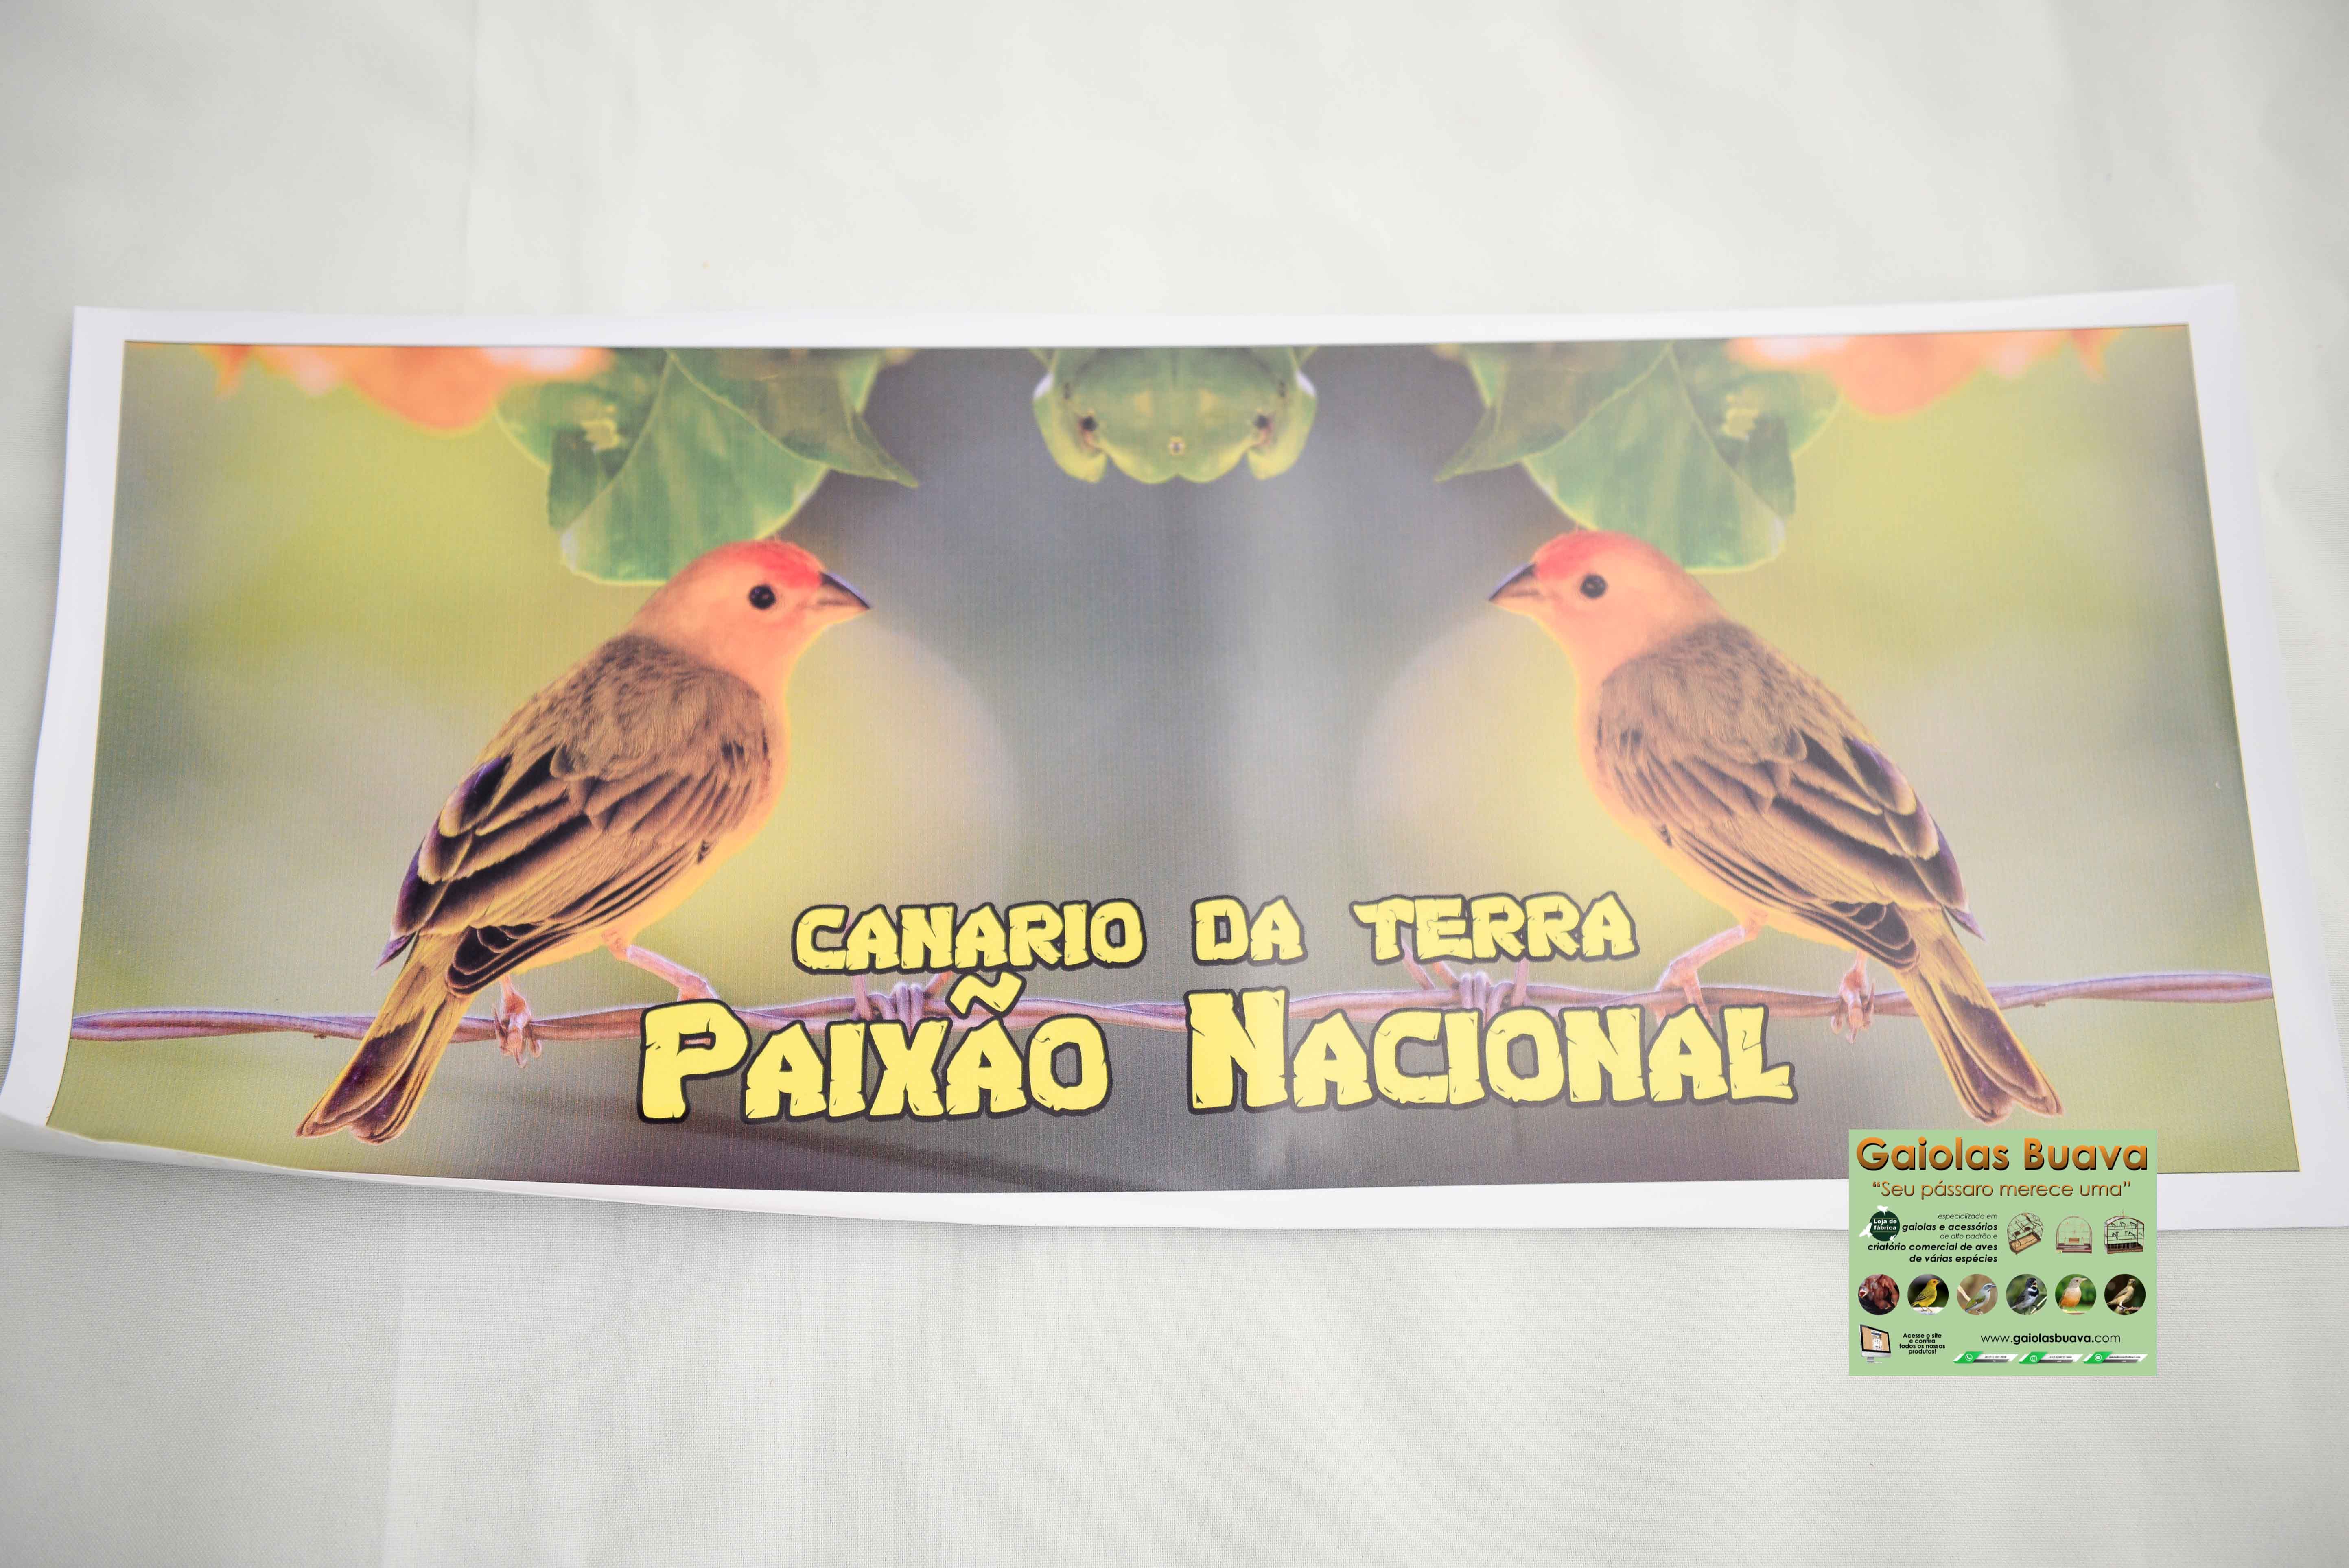 CANARIO DA TERRA
PAIXÃO NACIONAL
Gaiolas Buava
“Seu pássaro merece uma”
Loja de
fábrica
especializada em
gaiolas e acessórios
de alto padrão e
criatório comercial de aves
de várias espécies
Acesse o site
e confira
todos os nossos
produtos!
www.gaiolasbuava.com